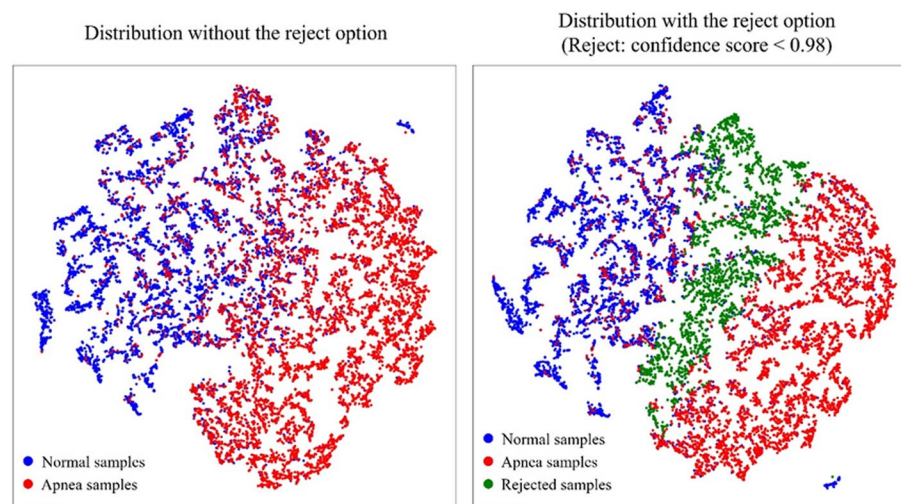 Distribution without the reject option
Distribution with the reject option
(Reject: confidence score < 0.98)
Normal samples
Apnea samples
Normal samples
Apnea samples
Rejected samples